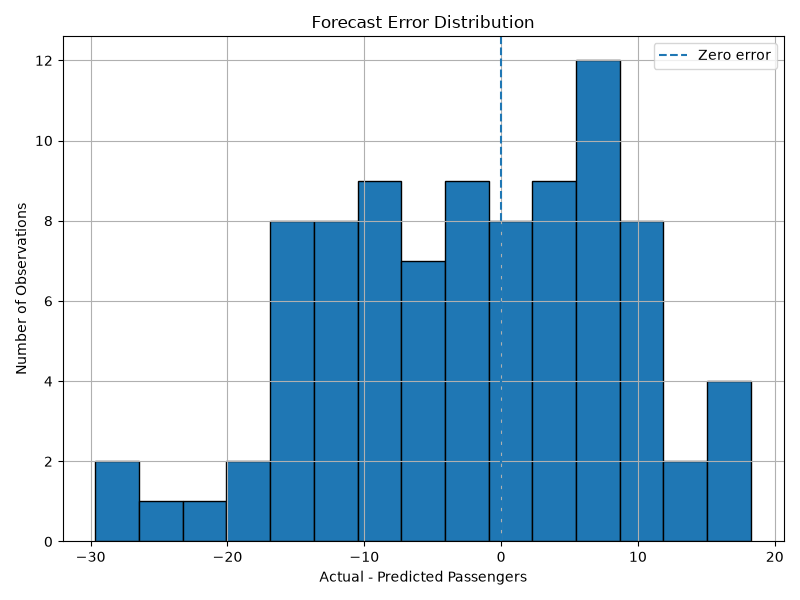 Forecast Error Distribution
Zero error
12
10
8
6
4
2
0
Number of Observations
−30 −20 −10 0 10 20
Actual - Predicted Passengers